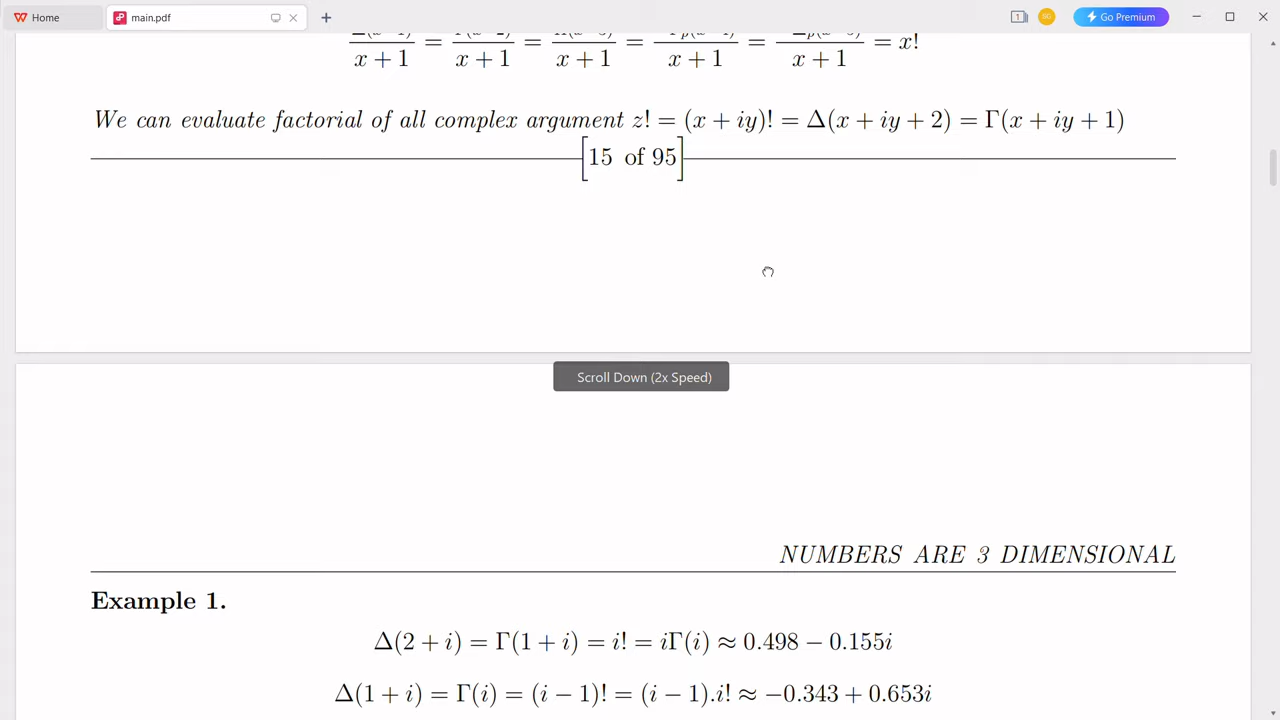 Home
main.pdf
1
Go Premium
x + 1 = x + 1 = x + 1 = x + 1 = x + 1 = x!
We can evaluate factorial of all complex argument z! = (x + iy)! = Δ(x + iy + 2) = Γ(x + iy + 1)
[15 of 95]
Scroll Down (2x Speed)
NUMBERS ARE 3 DIMENSIONAL
Example 1.
Δ(2 + i) = Γ(1 + i) = i! = iΓ(i) ≈ 0.498 − 0.155i
Δ(1 + i) = Γ(i) = (i − 1)! = (i − 1).i! ≈ −0.343 + 0.653i